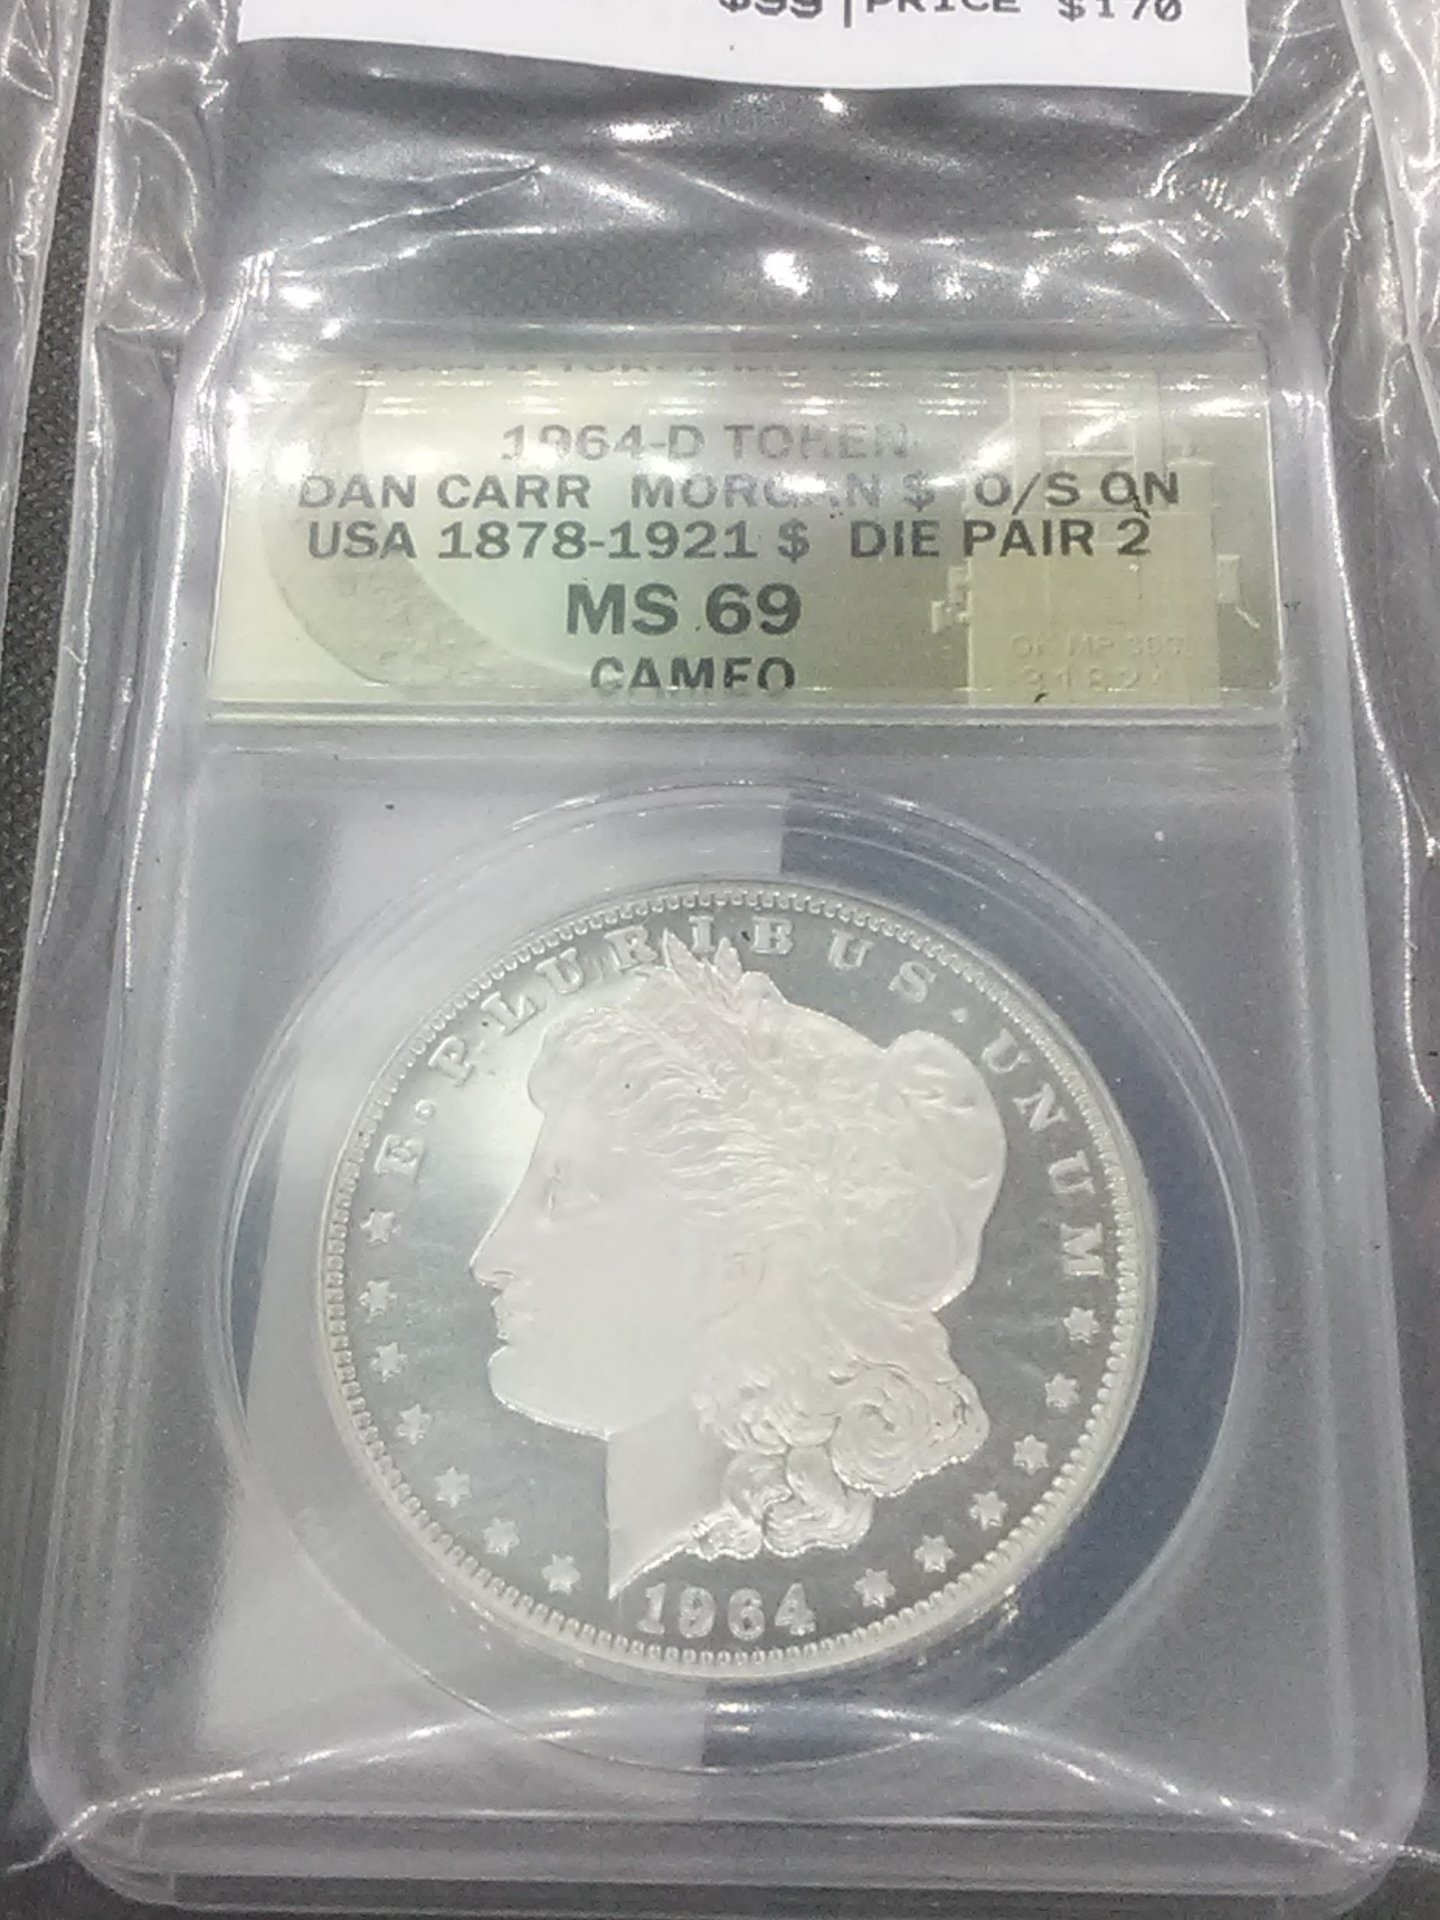 PRICE $170
1964-D TOKEN
DAN CARR MORGAN $ O/S ON
USA 1878-1921 $ DIE PAIR 2
MS 69
CAMEO
E · PLURIBUS · UNUM
1964